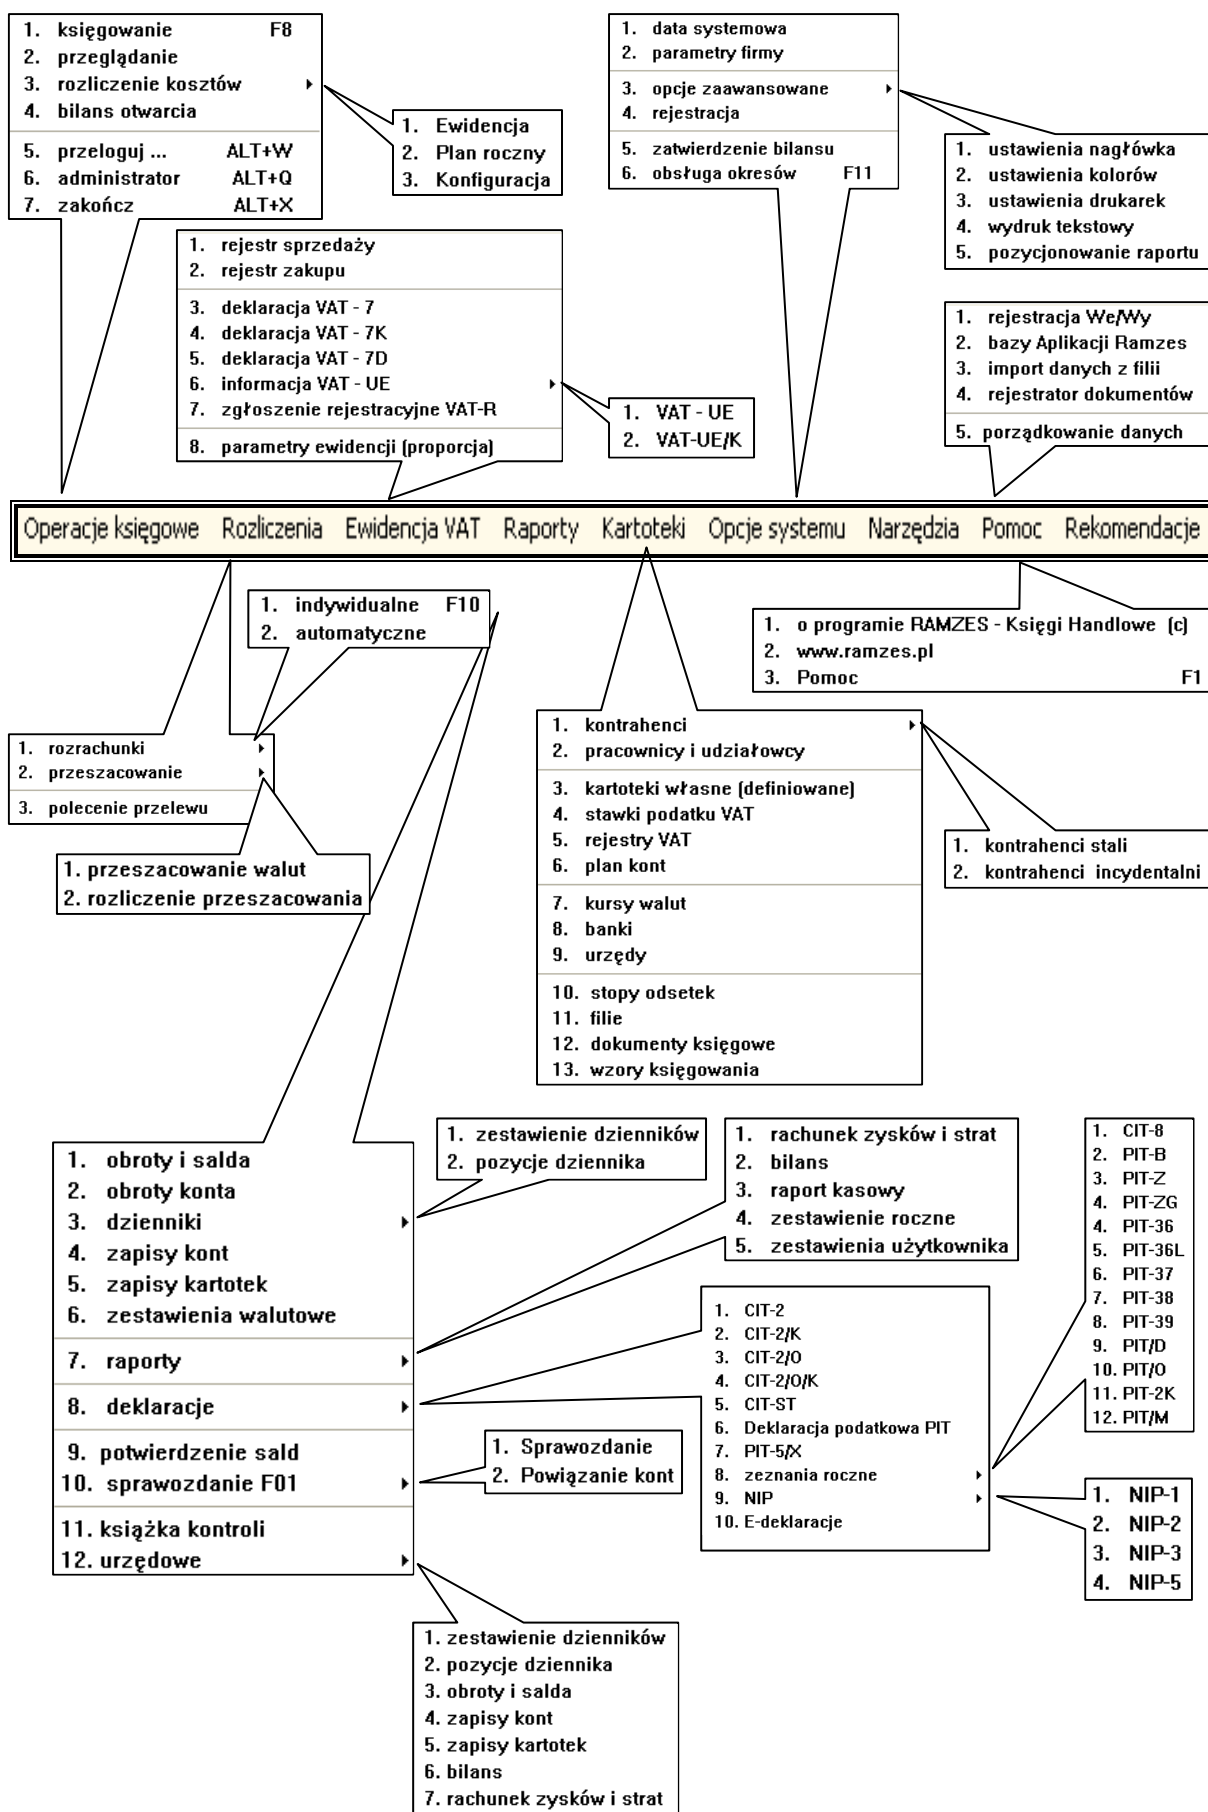 1. księgowanie F8
2. przeglądanie
3. rozliczenie kosztów
4. bilans otwarcia
5. przeloguj ... ALT+W
6. administrator ALT+Q
7. zakończ ALT+X
1. Ewidencja
2. Plan roczny
3. Konfiguracja
1. data systemowa
2. parametry firmy
3. opcje zaawansowane
4. rejestracja
5. zatwierdzenie bilansu
6. obsługa okresów F11
1. ustawienia nagłówka
2. ustawienia kolorów
3. ustawienia drukarek
4. wydruk tekstowy
5. pozycjonowanie raportu
1. rejestr sprzedaży
2. rejestr zakupu
3. deklaracja VAT - 7
4. deklaracja VAT - 7K
5. deklaracja VAT - 7D
6. informacja VAT - UE
7. zgłoszenie rejestracyjne VAT-R
8. parametry ewidencji (proporcja)
1. VAT - UE
2. VAT-UE/K
1. rejestracja We/Wy
2. bazy Aplikacji Ramzes
3. import danych z filii
4. rejestrator dokumentów
5. porządkowanie danych
Operacje księgowe Rozliczenia Ewidencja VAT Raporty Kartoteki Opcje systemu Narzędzia Pomoc Rekomendacje
1. indywidualne F10
2. automatyczne
1. o programie RAMZES - Księgi Handlowe (c)
2. www.ramzes.pl
3. Pomoc F1
1. rozrachunki
2. przeszacowanie
3. polecenie przelewu
1. przeszacowanie walut
2. rozliczenie przeszacowania
1. kontrahenci
2. pracownicy i udziałowcy
3. kartoteki własne (definiowane)
4. stawki podatku VAT
5. rejestry VAT
6. plan kont
7. kursy walut
8. banki
9. urzędy
10. stopy odsetek
11. filie
12. dokumenty księgowe
13. wzory księgowania
1. kontrahenci stali
2. kontrahenci incydentalni
1. obroty i salda
2. obroty konta
3. dzienniki
4. zapisy kont
5. zapisy kartotek
6. zestawienia walutowe
7. raporty
8. deklaracje
9. potwierdzenie sald
10. sprawozdanie F01
11. książka kontroli
12. urzędowe
1. zestawienie dzienników
2. pozycje dziennika
1. rachunek zysków i strat
2. bilans
3. raport kasowy
4. zestawienie roczne
5. zestawienia użytkownika
1. CIT-8
2. PIT-B
3. PIT-Z
4. PIT-ZG
4. PIT-36
5. PIT-36L
6. PIT-37
7. PIT-38
8. PIT-39
9. PIT/D
10. PIT/O
11. PIT-2K
12. PIT/M
1. CIT-2
2. CIT-2/K
3. CIT-2/O
4. CIT-2/O/K
5. CIT-ST
6. Deklaracja podatkowa PIT
7. PIT-5/X
8. zeznania roczne
9. NIP
10. E-deklaracje
1. Sprawozdanie
2. Powiązanie kont
1. NIP-1
2. NIP-2
3. NIP-3
4. NIP-5
1. zestawienie dzienników
2. pozycje dziennika
3. obroty i salda
4. zapisy kont
5. zapisy kartotek
6. bilans
7. rachunek zysków i strat